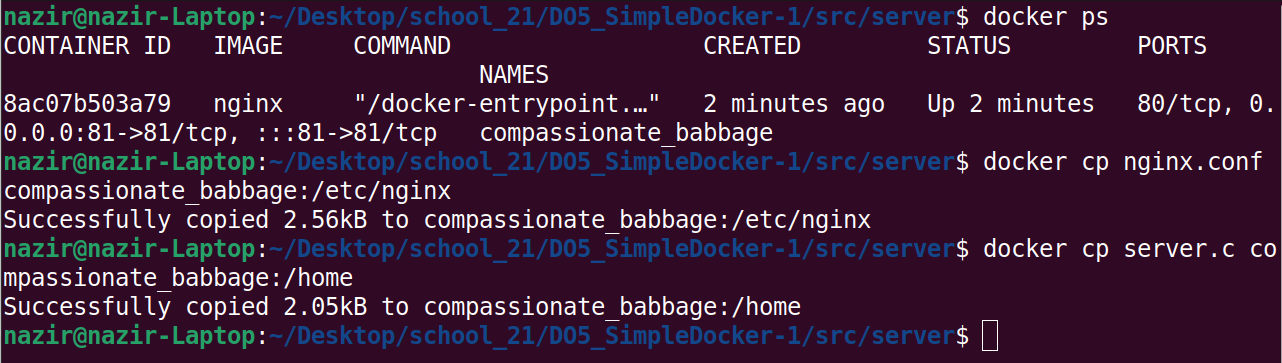 nazir@nazir-Laptop:~/Desktop/school_21/DO5_SimpleDocker-1/src/server$ docker ps
CONTAINER ID   IMAGE     COMMAND                  CREATED         STATUS         PORTS
                                  NAMES
8ac07b503a79   nginx     "/docker-entrypoint.…"   2 minutes ago   Up 2 minutes   80/tcp, 0.
0.0.0:81->81/tcp, :::81->81/tcp   compassionate_babbage
nazir@nazir-Laptop:~/Desktop/school_21/DO5_SimpleDocker-1/src/server$ docker cp nginx.conf
compassionate_babbage:/etc/nginx
Successfully copied 2.56kB to compassionate_babbage:/etc/nginx
nazir@nazir-Laptop:~/Desktop/school_21/DO5_SimpleDocker-1/src/server$ docker cp server.c co
mpassionate_babbage:/home
Successfully copied 2.05kB to compassionate_babbage:/home
nazir@nazir-Laptop:~/Desktop/school_21/DO5_SimpleDocker-1/src/server$